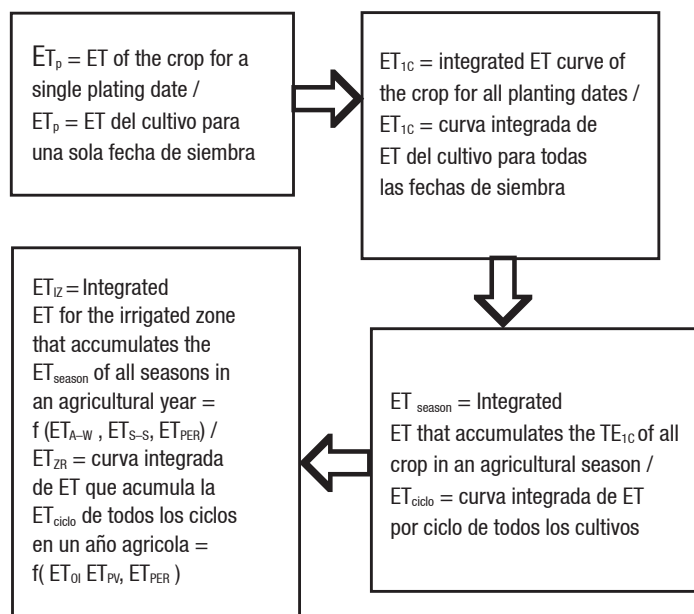 ETₚ = ET of the crop for a
single plating date /
ETₚ = ET del cultivo para
una sola fecha de siembra
ET₁C = integrated ET curve of
the crop for all planting dates /
ET₁C = curva integrada de
ET del cultivo para todas
las fechas de siembra
ET season = Integrated
ET that accumulates the TE₁C of all
crop in an agricultural season /
ETciclo = curva integrada de ET
por ciclo de todos los cultivos
ETIZ = Integrated
ET for the irrigated zone
that accumulates the
ETseason of all seasons in
an agricultural year =
f (ETA–W , ETS–S, ETPER) /
ETZR = curva integrada
de ET que acumula la
ETciclo de todos los ciclos
en un año agricola =
f( ETOI ETPV, ETPER )